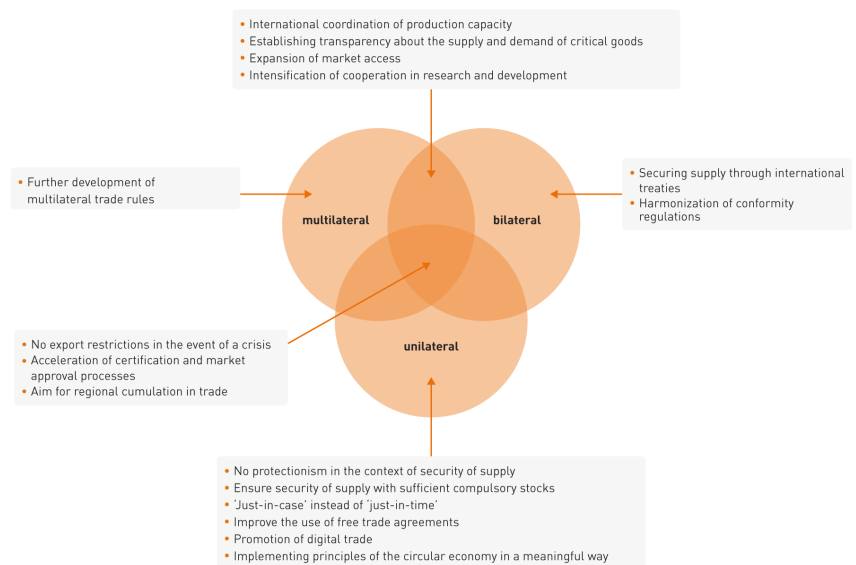 • International coordination of production capacity
• Establishing transparency about the supply and demand of critical goods
• Expansion of market access
• Intensification of cooperation in research and development
• Further development of
multilateral trade rules
• Securing supply through international
treaties
• Harmonization of conformity
regulations
multilateral
bilateral
unilateral
• No export restrictions in the event of a crisis
• Acceleration of certification and market
approval processes
• Aim for regional cumulation in trade
• No protectionism in the context of security of supply
• Ensure security of supply with sufficient compulsory stocks
• ‘Just-in-case’ instead of ‘just-in-time’
• Improve the use of free trade agreements
• Promotion of digital trade
• Implementing principles of the circular economy in a meaningful way